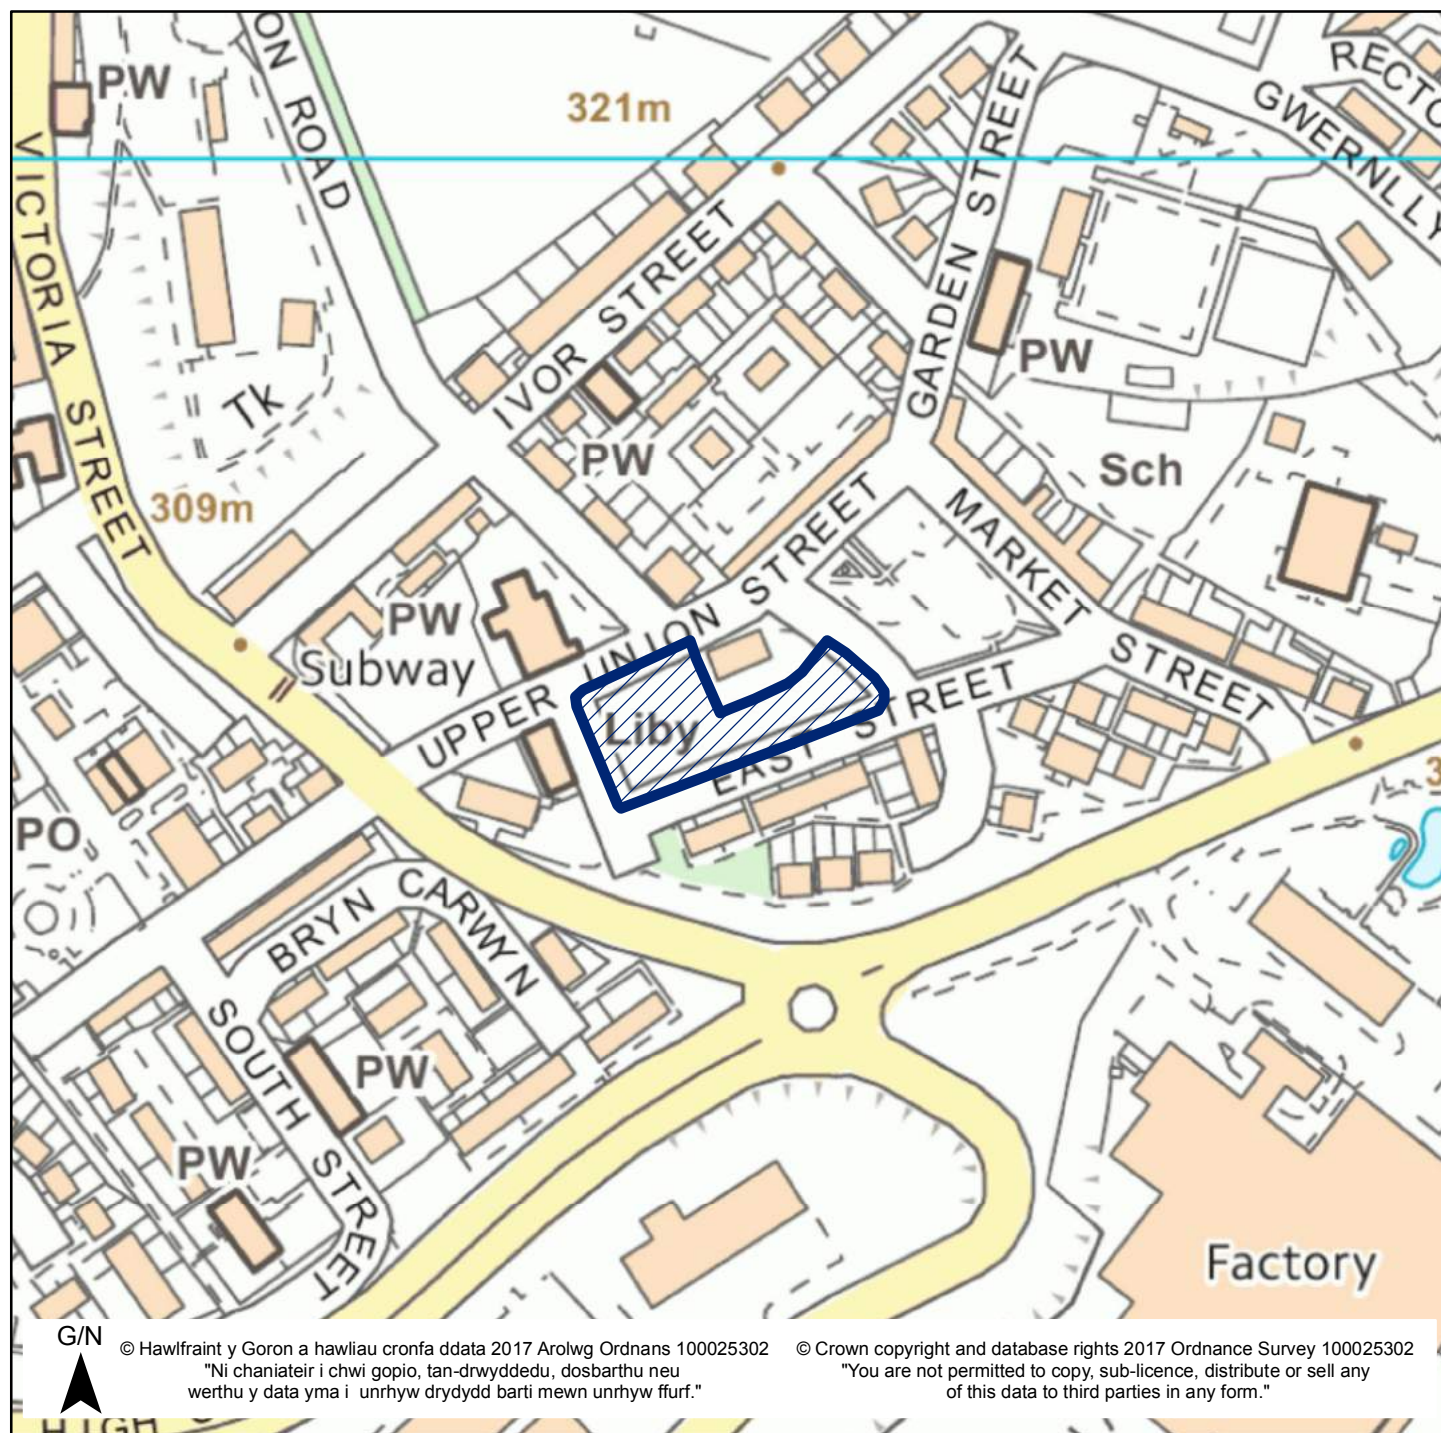 PW
ON ROAD
321m
RECTO
GWERNLLY
VICTORIA STREET
GARDEN STREET
IVOR STREET
PW
Tk
PW
Sch
309m
MARKET STREET
PW
Subway
UPPER UNION STREET
Liby
EAST STREET
3
PO
BRYN CARWYN
SOUTH STREET
PW
PW
Factory
G/N
© Hawlfraint y Goron a hawliau cronfa ddata 2017 Arolwg Ordnans 100025302
"Ni chaniateir i chwi gopio, tan-drwyddedu, dosbarthu neu
werthu y data yma i unrhyw drydydd barti mewn unrhyw ffurf."
© Crown copyright and database rights 2017 Ordnance Survey 100025302
"You are not permitted to copy, sub-licence, distribute or sell any
of this data to third parties in any form."
HIGH